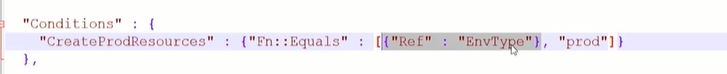 "Conditions" : {
"CreateProdResources" : {"Fn::Equals" : [{"Ref" : "EnvType"}, "prod"]}
},